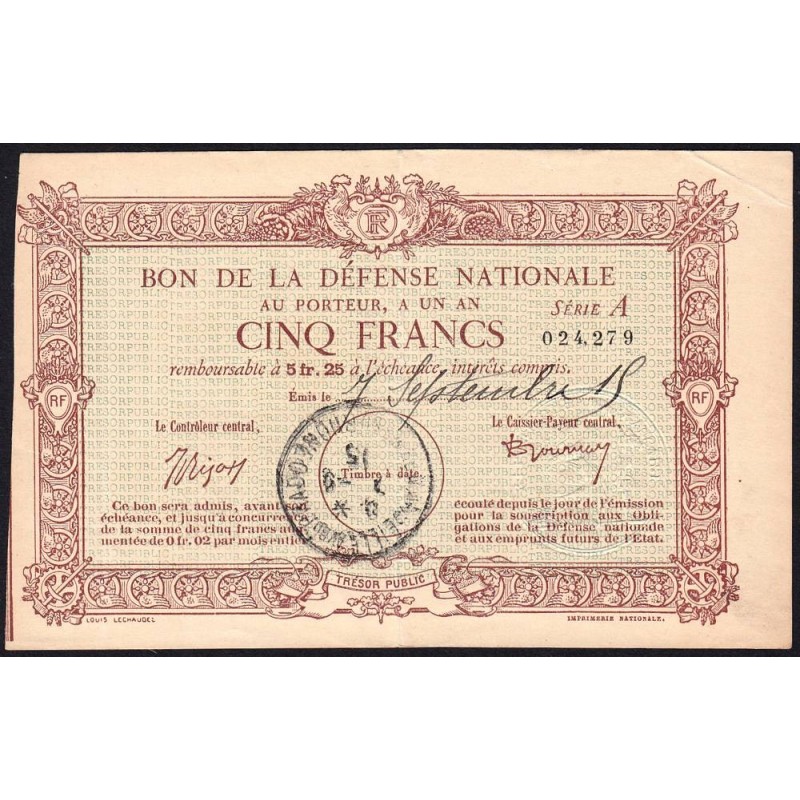 RF
BON DE LA DÉFENSE NATIONALE
AU PORTEUR, A UN AN
SÉRIE A
CINQ FRANCS
024,279
remboursable à 5 fr. 25 à l'échéance, intérêts compris.
Émis le 7 Septembre 15
RF
RF
Le Contrôleur central,
Le Caissier-Payeur central,
Timbre à date
Ce bon sera admis, avant s
échéance, et jusqu'à concurrence
de la somme de cinq francs
mentée de 0 fr. 02 par mois entier
écoulé depuis le jour de l'émission
pour la souscription aux Obli-
gations de la Défense nationale
et aux emprunts futurs de l'État.
TRÉSOR PUBLIC
LOUIS LECHAUDEL
IMPRIMERIE NATIONALE.